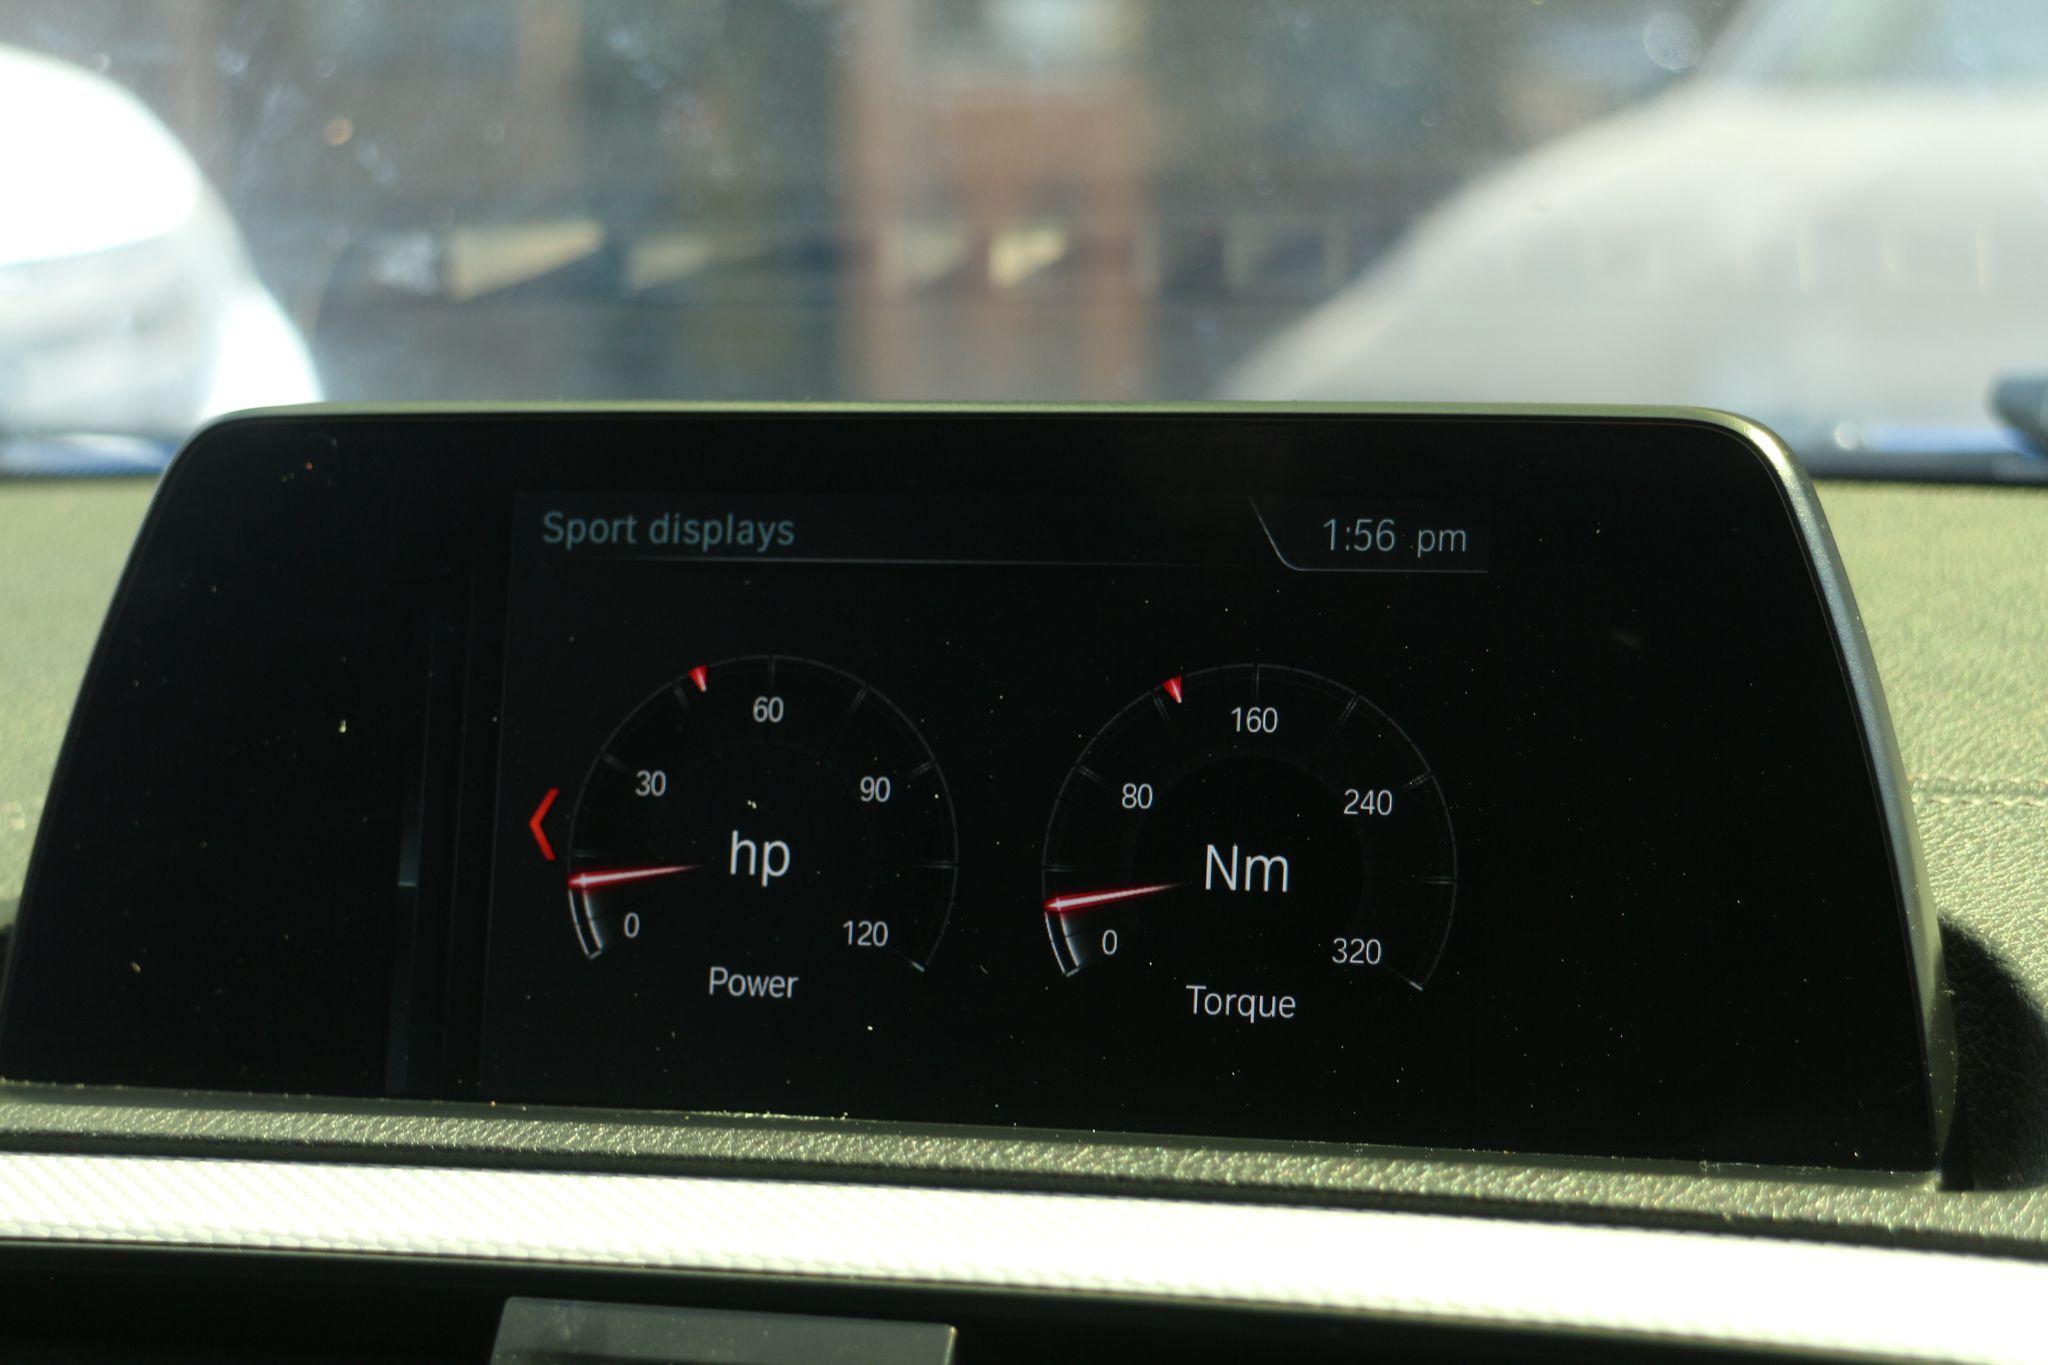 Sport displays
1:56 pm
60
30
90
hp
0
120
Power
160
80
240
Nm
0
320
Torque